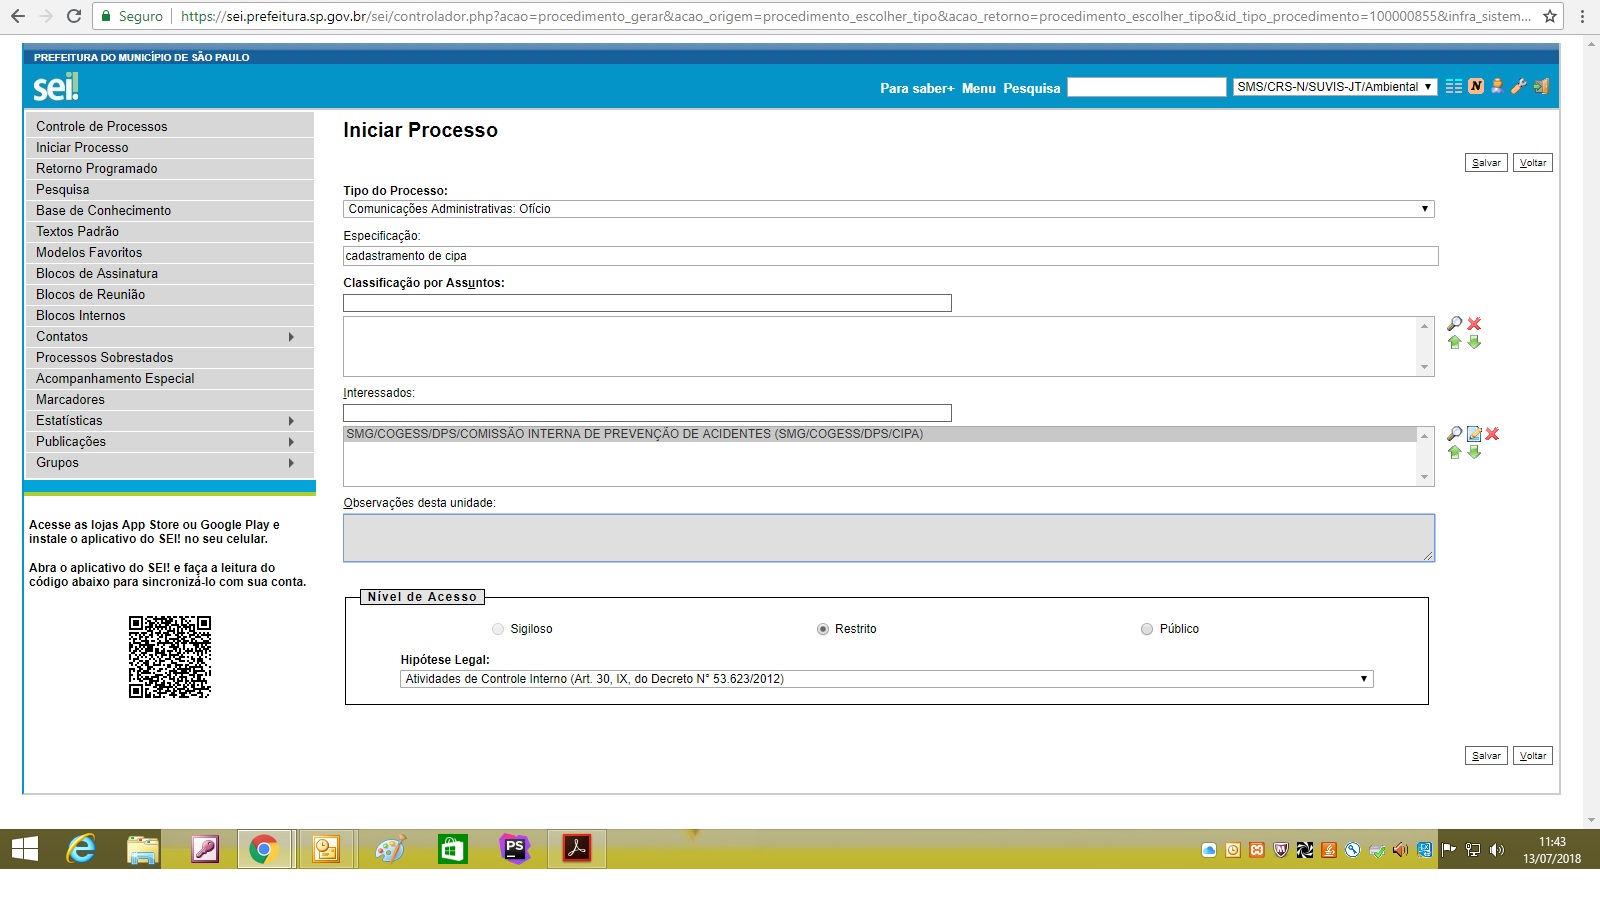 Seguro
https://sei.prefeitura.sp.gov.br/sei/controlador.php?acao=procedimento_gerar&acao_origem=procedimento_escolher_tipo&acao_retorno=procedimento_escolher_tipo&id_tipo_procedimento=100000855&infra_sistem...
PREFEITURA DO MUNICÍPIO DE SÃO PAULO
sei!
Para saber+ Menu Pesquisa
SMS/CRS-N/SUVIS-JT/Ambiental
N
Controle de Processos
Iniciar Processo
Retorno Programado
Pesquisa
Base de Conhecimento
Textos Padrão
Modelos Favoritos
Blocos de Assinatura
Blocos de Reunião
Blocos Internos
Contatos
Processos Sobrestados
Acompanhamento Especial
Marcadores
Estatísticas
Publicações
Grupos
Acesse as lojas App Store ou Google Play e
instale o aplicativo do SEI! no seu celular.
Abra o aplicativo do SEI! e faça a leitura do
código abaixo para sincronizá-lo com sua conta.
Iniciar Processo
Salvar
Voltar
Tipo do Processo:
Comunicações Administrativas: Ofício
Especificação:
cadastramento de cipa
Classificação por Assuntos:
Interessados:
SMG/COGESS/DPS/COMISSÃO INTERNA DE PREVENÇÃO DE ACIDENTES (SMG/COGESS/DPS/CIPA)
Observações desta unidade:
Nível de Acesso
Sigiloso
Restrito
Público
Hipótese Legal:
Atividades de Controle Interno (Art. 30, IX, do Decreto N° 53.623/2012)
Salvar
Voltar
PS
11:43
13/07/2018